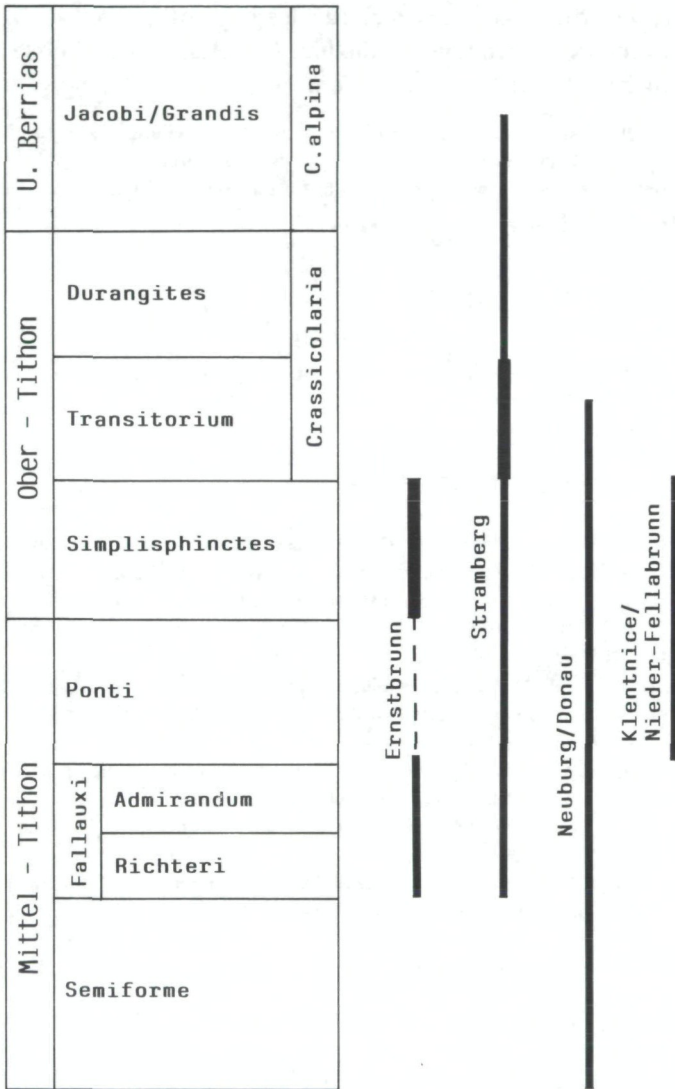 U. Berrias
Jacobi/Grandis
C.alpina
Ober - Tithon
Durangites
Crassicolaria
Transitorium
Simplisphinctes
Mittel - Tithon
Ponti
Fallauxi
Admirandum
Richteri
Semiforme
Ernstbrunn
Stramberg
Neuburg/Donau
Klentnice/
Nieder-Fellabrunn